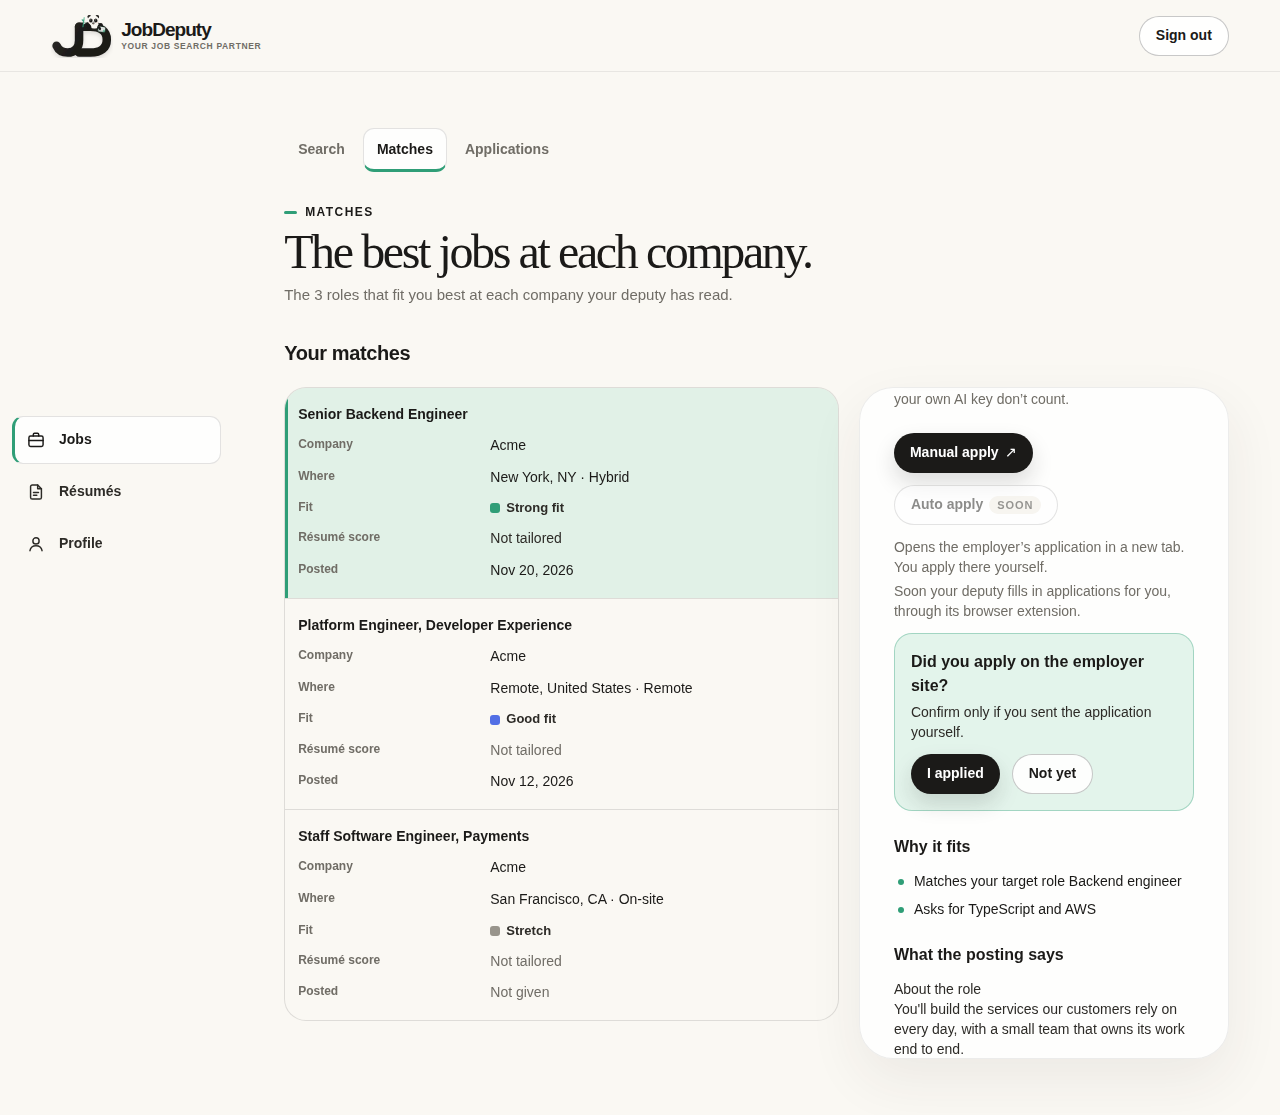 JobDeputy
YOUR JOB SEARCH PARTNER
Sign out
Search
Matches
Applications
MATCHES
The best jobs at each company.
The 3 roles that fit you best at each company your deputy has read.
Your matches
Jobs
Résumés
Profile
Senior Backend Engineer
Company
Acme
Where
New York, NY · Hybrid
Fit
Strong fit
Résumé score
Not tailored
Posted
Nov 20, 2026
Platform Engineer, Developer Experience
Company
Acme
Where
Remote, United States · Remote
Fit
Good fit
Résumé score
Not tailored
Posted
Nov 12, 2026
Staff Software Engineer, Payments
Company
Acme
Where
San Francisco, CA · On-site
Fit
Stretch
Résumé score
Not tailored
Posted
Not given
your own AI key don’t count.
Manual apply ↗
Auto apply SOON
Opens the employer’s application in a new tab.
You apply there yourself.
Soon your deputy fills in applications for you,
through its browser extension.
Did you apply on the employer
site?
Confirm only if you sent the application
yourself.
I applied
Not yet
Why it fits
Matches your target role Backend engineer
Asks for TypeScript and AWS
What the posting says
About the role
You'll build the services our customers rely on
every day, with a small team that owns its work
end to end.